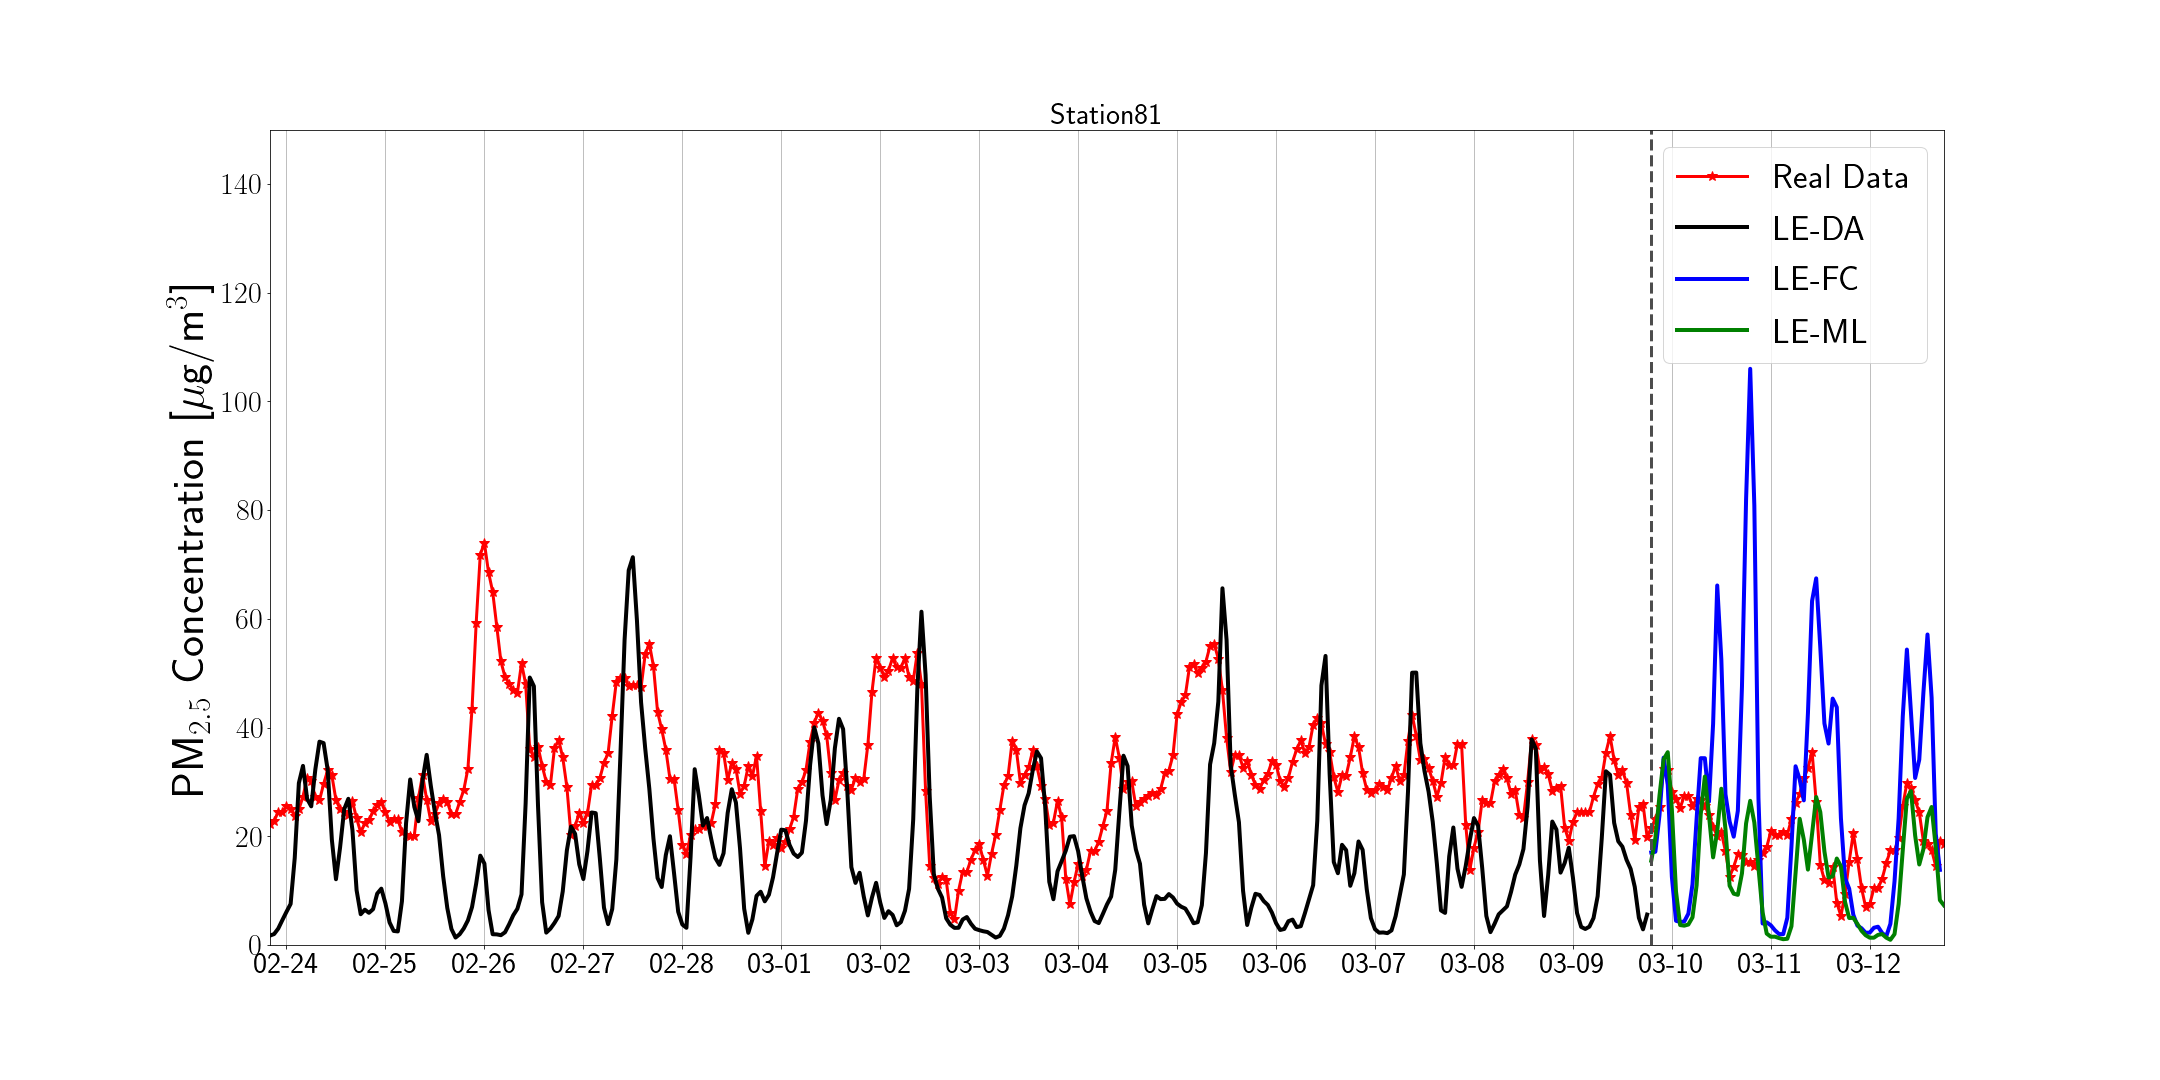 Station81
PM2.5 Concentration [μg/m³]
140
120
100
80
60
40
20
0
Real Data
LE-DA
LE-FC
LE-ML
02-24 02-25 02-26 02-27 02-28 03-01 03-02 03-03 03-04 03-05 03-06 03-07 03-08 03-09 03-10 03-11 03-12